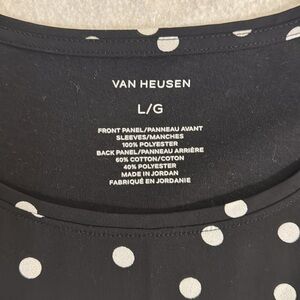 VAN HEUSEN
L/G
FRONT PANEL/PANNEAU AVANT
SLEEVES/MANCHES
100% POLYESTER
BACK PANEL/PANNEAU ARRIÈRE
60% COTTON/COTON
40% POLYESTER
MADE IN JORDAN
FABRIQUÉ EN JORDANIE